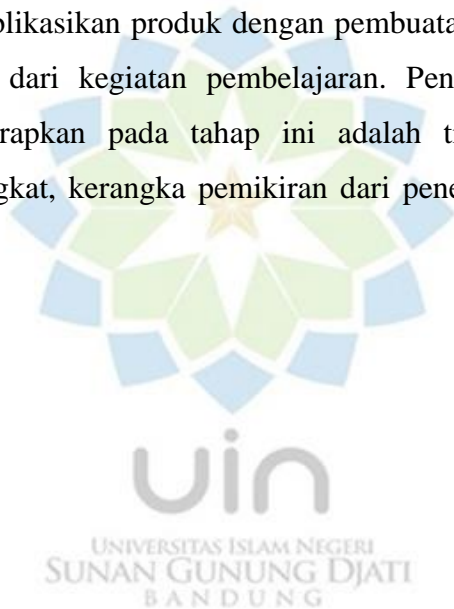 plikasikan produk dengan pembuata
dari kegiatan pembelajaran. Pen
rapkan pada tahap ini adalah t
gkat, kerangka pemikiran dari pene
uin
UNIVERSITAS ISLAM NEGERI
SUNAN GUNUNG DJATI
BANDUNG